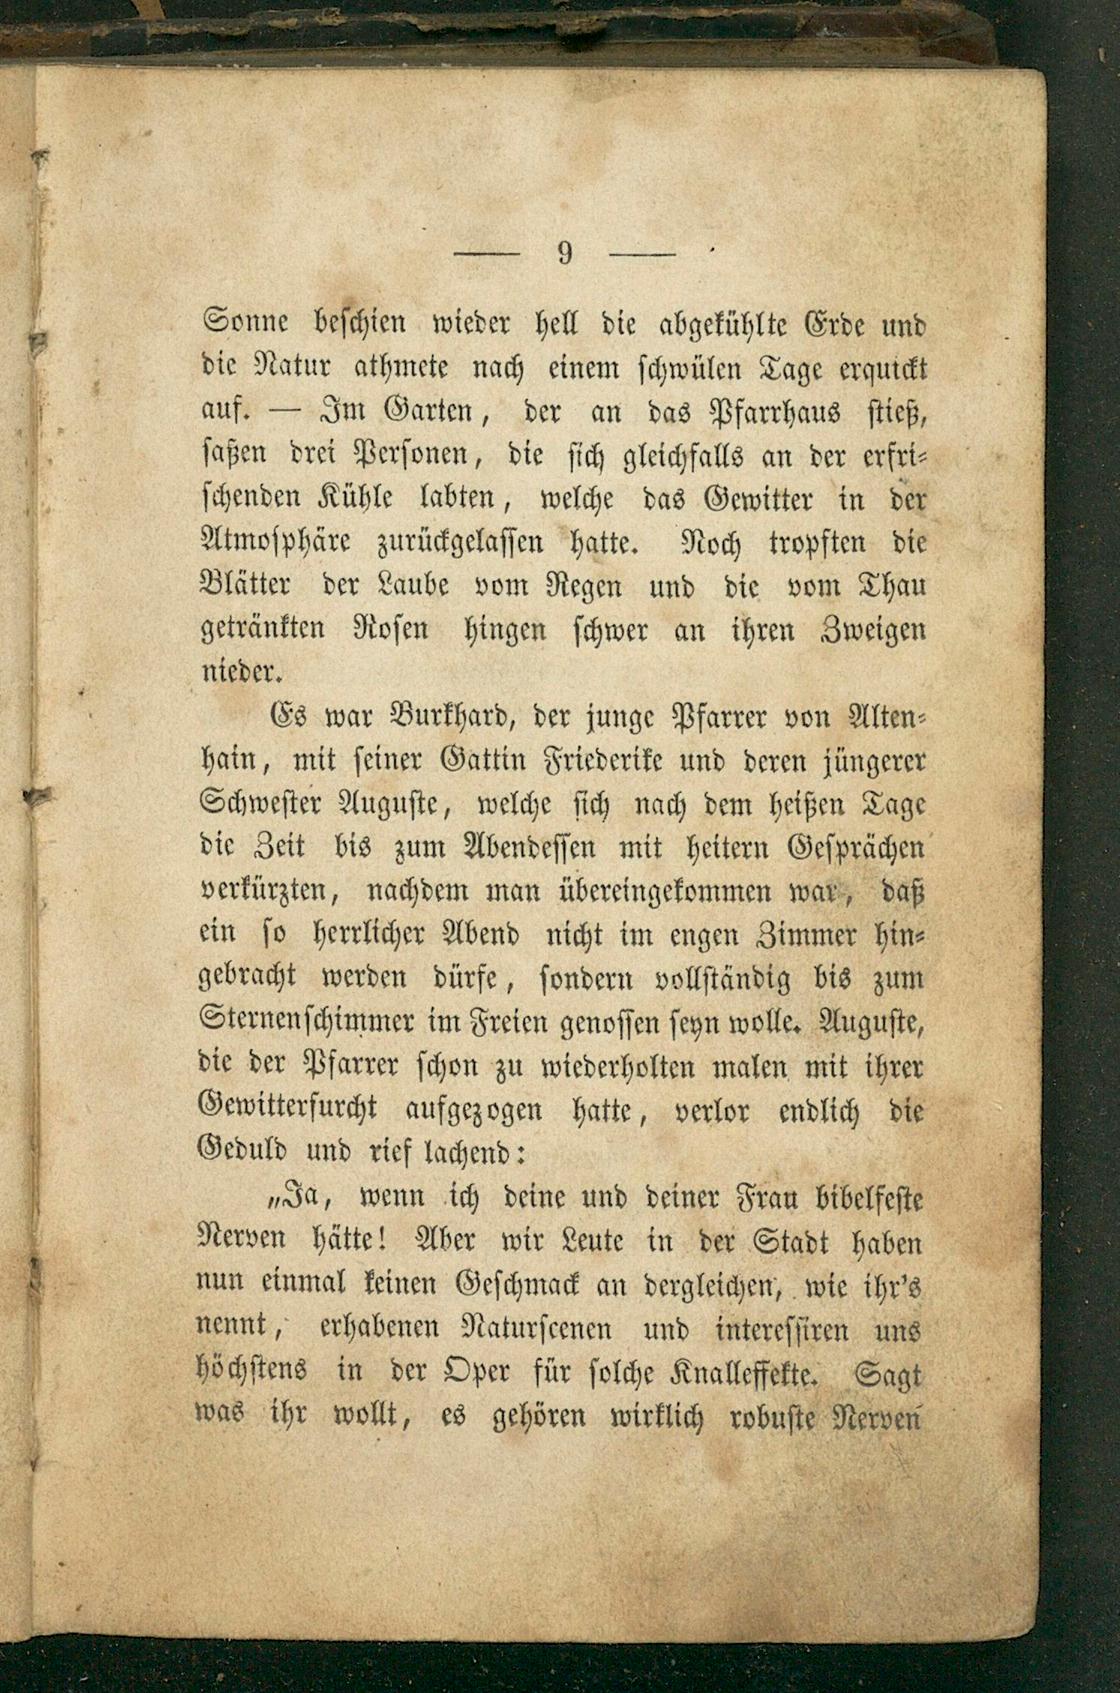 — 9 —
Sonne beschien wieder hell die abgekühlte Erde und
die Natur athmete nach einem schwülen Tage erquickt
auf. — Im Garten, der an das Pfarrhaus stieß,
saßen drei Personen, die sich gleichfalls an der erfri-
schenden Kühle labten, welche das Gewitter in der
Atmosphäre zurückgelassen hatte. Noch tropften die
Blätter der Laube vom Regen und die vom Thau
getränkten Rosen hingen schwer an ihren Zweigen
nieder.
Es war Burkhard, der junge Pfarrer von Alten-
hain, mit seiner Gattin Friederike und deren jüngerer
Schwester Auguste, welche sich nach dem heißen Tage
die Zeit bis zum Abendessen mit heitern Gesprächen
verkürzten, nachdem man übereingekommen war, daß
ein so herrlicher Abend nicht im engen Zimmer hin-
gebracht werden dürfe, sondern vollständig bis zum
Sternenschimmer im Freien genossen seyn wolle. Auguste,
die der Pfarrer schon zu wiederholten malen mit ihrer
Gewitterfurcht aufgezogen hatte, verlor endlich die
Geduld und rief lachend:
„Ja, wenn ich deine und deiner Frau bibelfeste
Nerven hätte! Aber wir Leute in der Stadt haben
nun einmal keinen Geschmack an dergleichen, wie ihr's
nennt, erhabenen Naturscenen und interessiren uns
höchstens in der Oper für solche Knalleffekte. Sagt
was ihr wollt, es gehören wirklich robuste Nerven